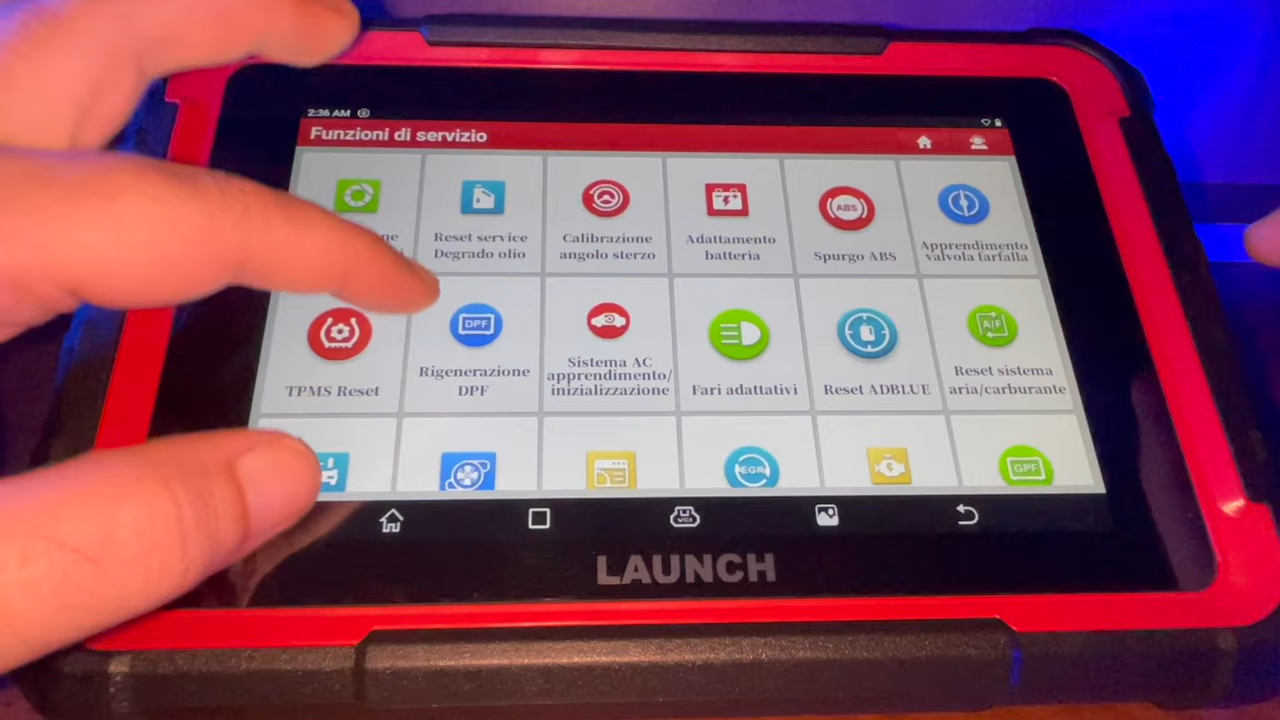 2:36 AM
Funzioni di servizio
Reset service
Degrado olio
Calibrazione
angolo sterzo
Adattamento
batteria
ABS
Spurgo ABS
Apprendimento
valvola farfalla
TPMS Reset
DPF
Rigenerazione
DPF
Sistema AC
apprendimento/
inizializzazione
Fari adattativi
Reset ADBLUE
A/F
Reset sistema
aria/carburante
EGR
GPF
VCI
LAUNCH